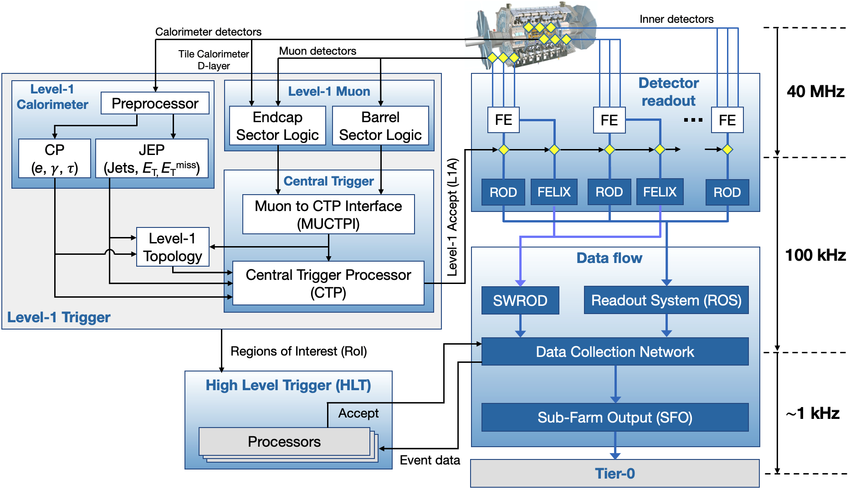 Calorimeter detectors
Inner detectors
Tile Calorimeter
D-layer
Muon detectors
Level-1
Calorimeter
Preprocessor
CP
(e, γ, τ)
JEP
(Jets, E_T, E_T^miss)
Level-1 Muon
Endcap
Sector Logic
Barrel
Sector Logic
Central Trigger
Muon to CTP Interface
(MUCTPI)
Level-1
Topology
Central Trigger Processor
(CTP)
Level-1 Trigger
Level-1 Accept (L1A)
Detector
readout
FE
FE
...
FE
ROD
FELIX
ROD
FELIX
ROD
Data flow
SWROD
Readout System (ROS)
Data Collection Network
Sub-Farm Output (SFO)
Tier-0
Regions of Interest (RoI)
High Level Trigger (HLT)
Accept
Processors
Event data
40 MHz
100 kHz
~1 kHz